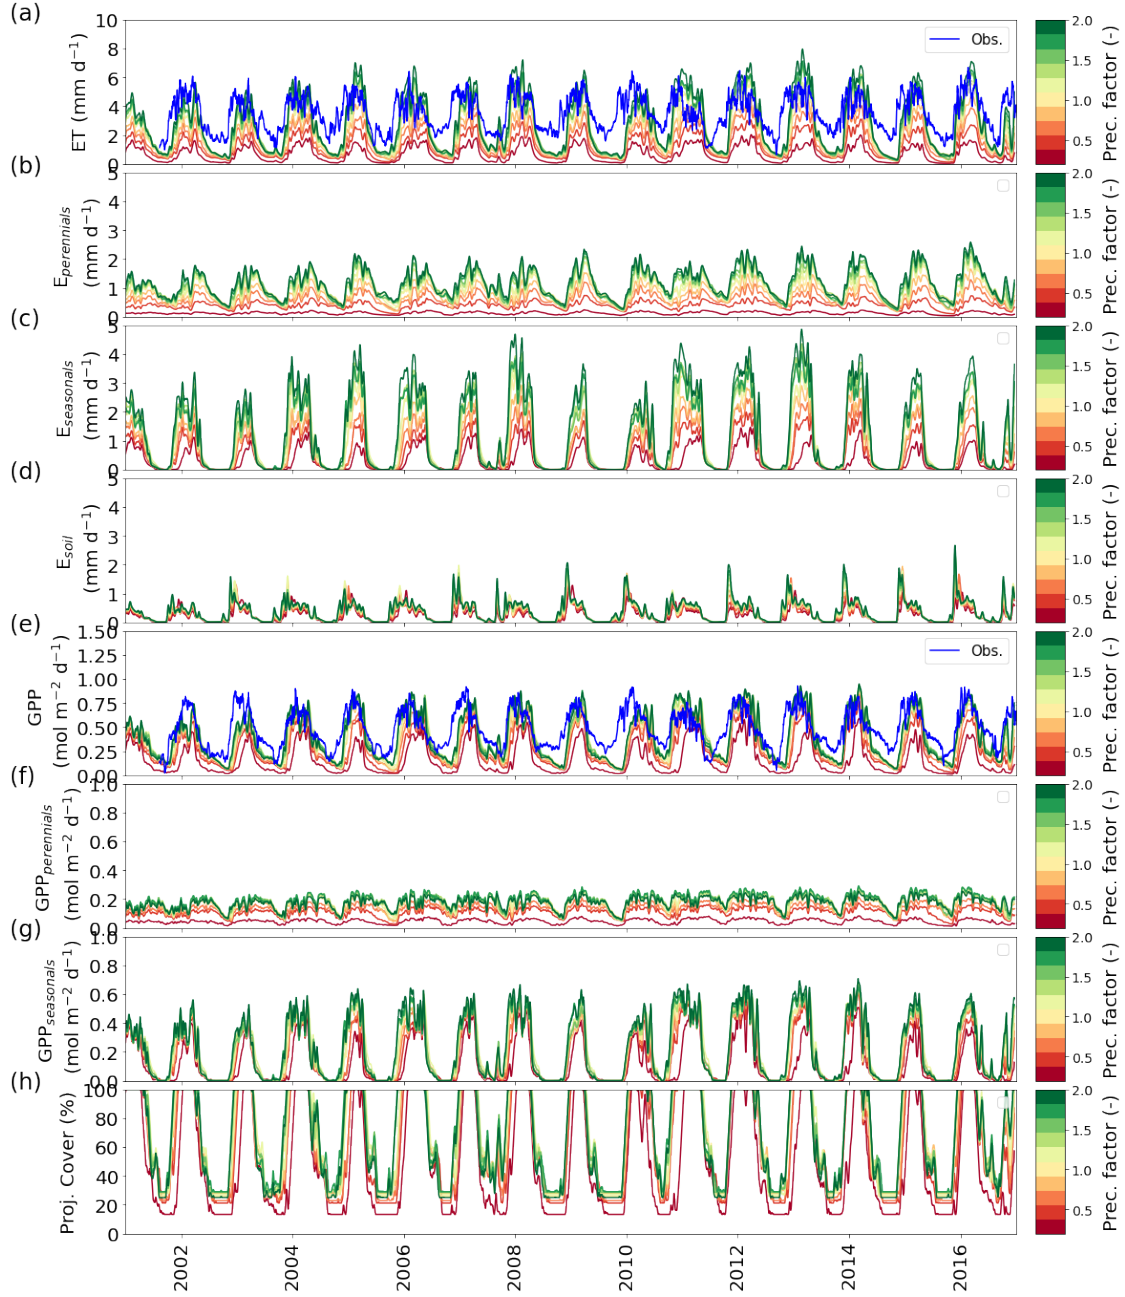 (a)
10
8
6
4
2
0
ET (mm d⁻¹)
Obs.
2.0
1.5
1.0
0.5
Prec. factor (-)
(b)
5
4
3
2
1
0
E_perennials
(mm d⁻¹)
2.0
1.5
1.0
0.5
Prec. factor (-)
(c)
5
4
3
2
1
0
E_seasonals
(mm d⁻¹)
2.0
1.5
1.0
0.5
Prec. factor (-)
(d)
5
4
3
2
1
0
E_soil
(mm d⁻¹)
2.0
1.5
1.0
0.5
Prec. factor (-)
(e)
1.50
1.25
1.00
0.75
0.50
0.25
0.00
GPP
(mol m⁻² d⁻¹)
Obs.
2.0
1.5
1.0
0.5
Prec. factor (-)
(f)
1.0
0.8
0.6
0.4
0.2
0.0
GPP_perennials
(mol m⁻² d⁻¹)
2.0
1.5
1.0
0.5
Prec. factor (-)
(g)
1.0
0.8
0.6
0.4
0.2
0.0
GPP_seasonals
(mol m⁻² d⁻¹)
2.0
1.5
1.0
0.5
Prec. factor (-)
(h)
100
80
60
40
20
0
Proj. Cover (%)
2.0
1.5
1.0
0.5
Prec. factor (-)
2002
2004
2006
2008
2010
2012
2014
2016